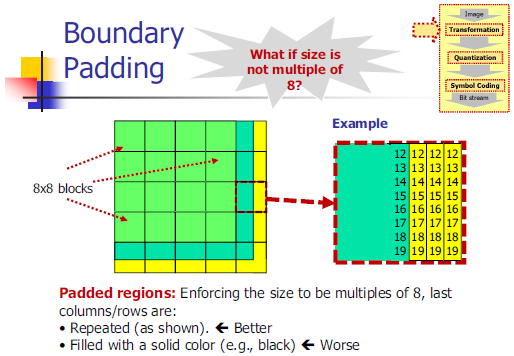 Boundary
Padding
What if size is
not multiple of
8?
Image
Transformation
Quantization
Symbol Coding
Bit stream
Example
8x8 blocks
12 12 12 12
13 13 13 13
14 14 14 14
15 15 15 15
16 16 16 16
17 17 17 17
18 18 18 18
19 19 19 19
Padded regions: Enforcing the size to be multiples of 8, last
columns/rows are:
• Repeated (as shown). 🡸 Better
• Filled with a solid color (e.g., black) 🡸 Worse